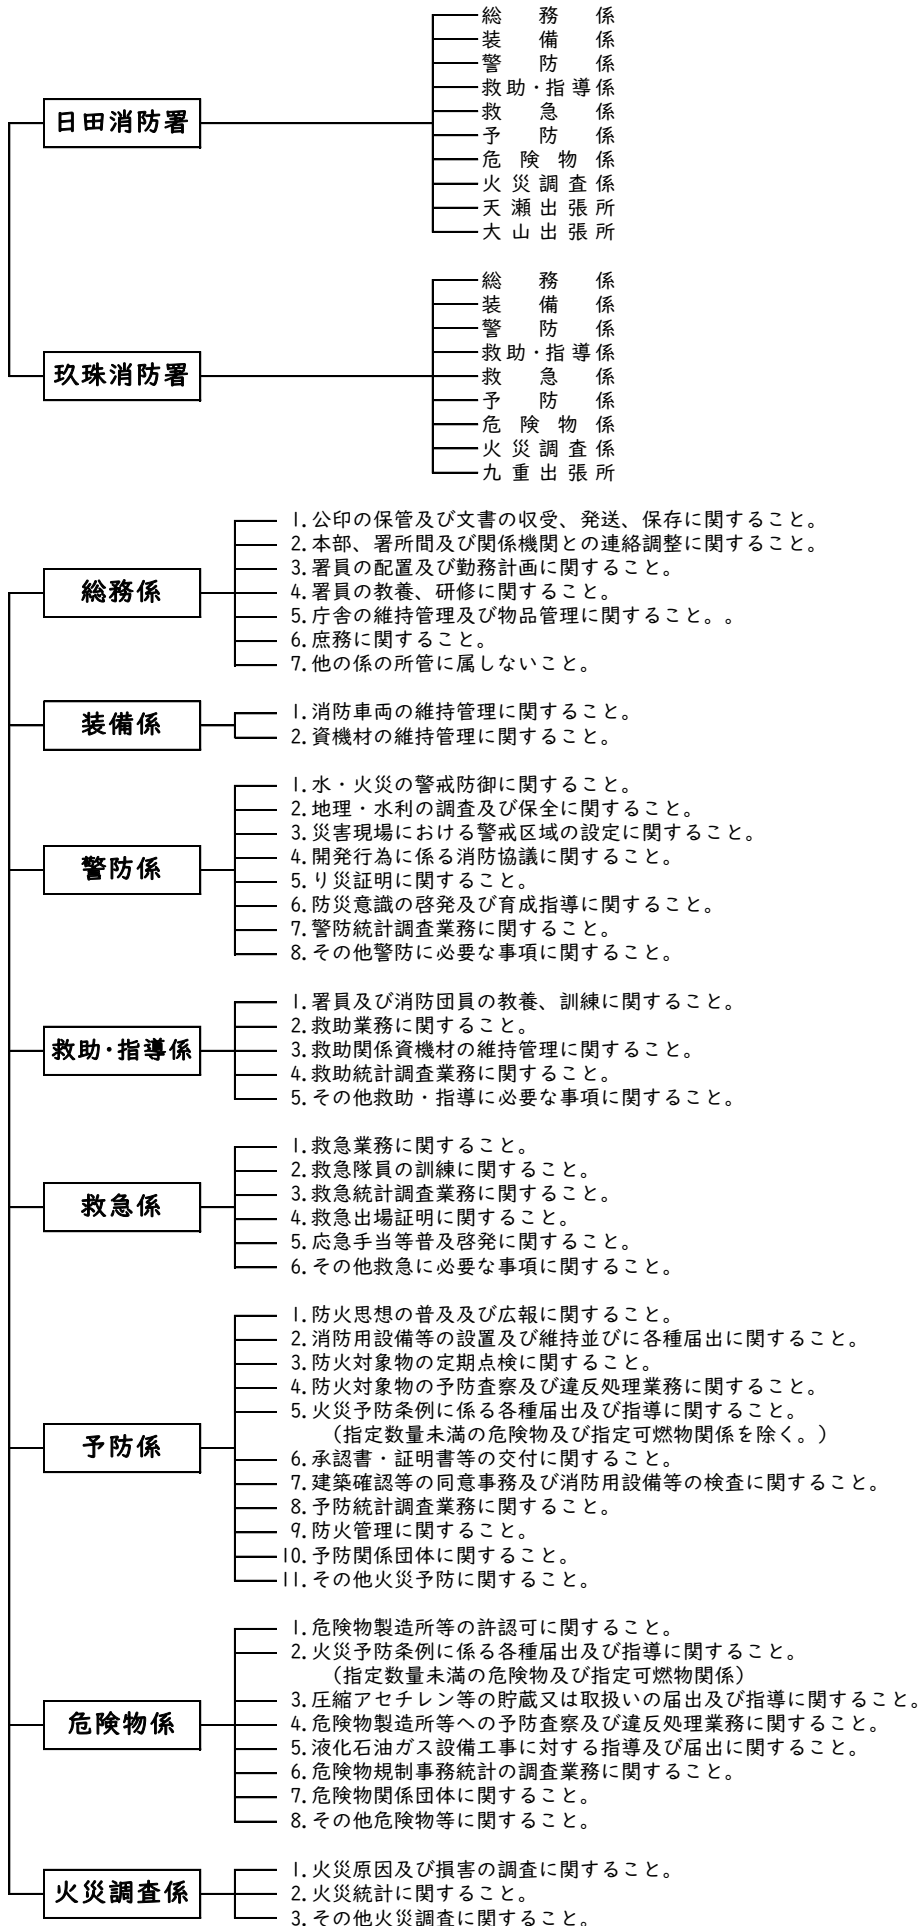 総務係
装備係
警防係
救助・指導係
救急係
日田消防署
予防係
危険物係
火災調査係
天瀬出張所
大山出張所
総務係
装備係
警防係
救助・指導係
玖珠消防署
救急係
予防係
危険物係
火災調査係
九重出張所
総務係
1.公印の保管及び文書の収受、発送、保存に関すること。
2.本部、署所間及び関係機関との連絡調整に関すること。
3.署員の配置及び勤務計画に関すること。
4.署員の教養、研修に関すること。
5.庁舎の維持管理及び物品管理に関すること。。
6.庶務に関すること。
7.他の係の所管に属しないこと。
装備係
1.消防車両の維持管理に関すること。
2.資機材の維持管理に関すること。
警防係
1.水・火災の警戒防御に関すること。
2.地理・水利の調査及び保全に関すること。
3.災害現場における警戒区域の設定に関すること。
4.開発行為に係る消防協議に関すること。
5.り災証明に関すること。
6.防災意識の啓発及び育成指導に関すること。
7.警防統計調査業務に関すること。
8.その他警防に必要な事項に関すること。
救助・指導係
1.署員及び消防団員の教養、訓練に関すること。
2.救助業務に関すること。
3.救助関係資機材の維持管理に関すること。
4.救助統計調査業務に関すること。
5.その他救助・指導に必要な事項に関すること。
救急係
1.救急業務に関すること。
2.救急隊員の訓練に関すること。
3.救急統計調査業務に関すること。
4.救急出場証明に関すること。
5.応急手当等普及啓発に関すること。
6.その他救急に必要な事項に関すること。
予防係
1.防火思想の普及及び広報に関すること。
2.消防用設備等の設置及び維持並びに各種届出に関すること。
3.防火対象物の定期点検に関すること。
4.防火対象物の予防査察及び違反処理業務に関すること。
5.火災予防条例に係る各種届出及び指導に関すること。
(指定数量未満の危険物及び指定可燃物関係を除く。)
6.承認書・証明書等の交付に関すること。
7.建築確認等の同意事務及び消防用設備等の検査に関すること。
8.予防統計調査業務に関すること。
9.防火管理に関すること。
10.予防関係団体に関すること。
11.その他火災予防に関すること。
危険物係
1.危険物製造所等の許認可に関すること。
2.火災予防条例に係る各種届出及び指導に関すること。
(指定数量未満の危険物及び指定可燃物関係)
3.圧縮アセチレン等の貯蔵又は取扱いの届出及び指導に関すること。
4.危険物製造所等への予防査察及び違反処理業務に関すること。
5.液化石油ガス設備工事に対する指導及び届出に関すること。
6.危険物規制事務統計の調査業務に関すること。
7.危険物関係団体に関すること。
8.その他危険物等に関すること。
火災調査係
1.火災原因及び損害の調査に関すること。
2.火災統計に関すること。
3.その他火災調査に関すること。